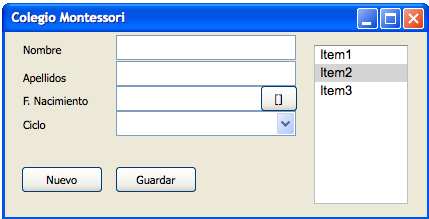 Colegio Montessori
Nombre
Apellidos
F. Nacimiento
[]
Ciclo
Nuevo
Guardar
Item1
Item2
Item3